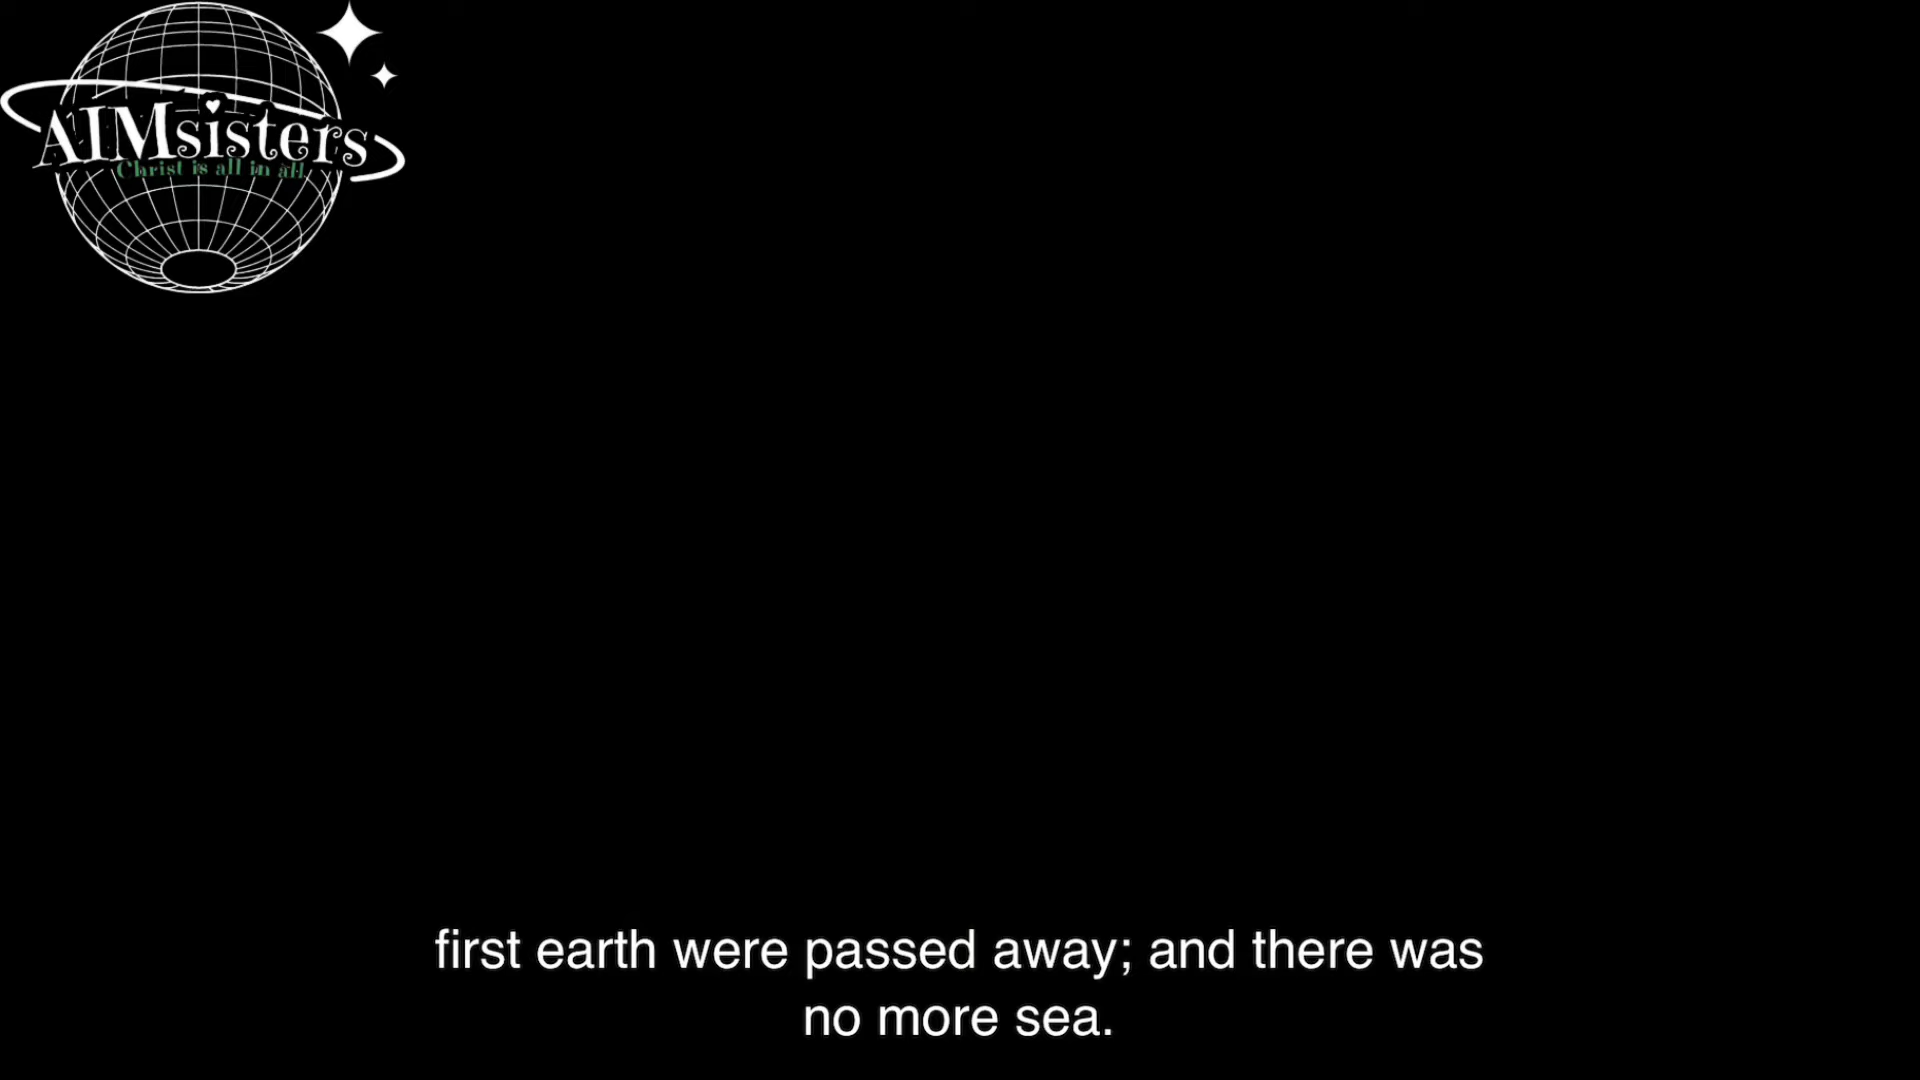 AIMsisters
Christ is all in all
first earth were passed away; and there was
no more sea.